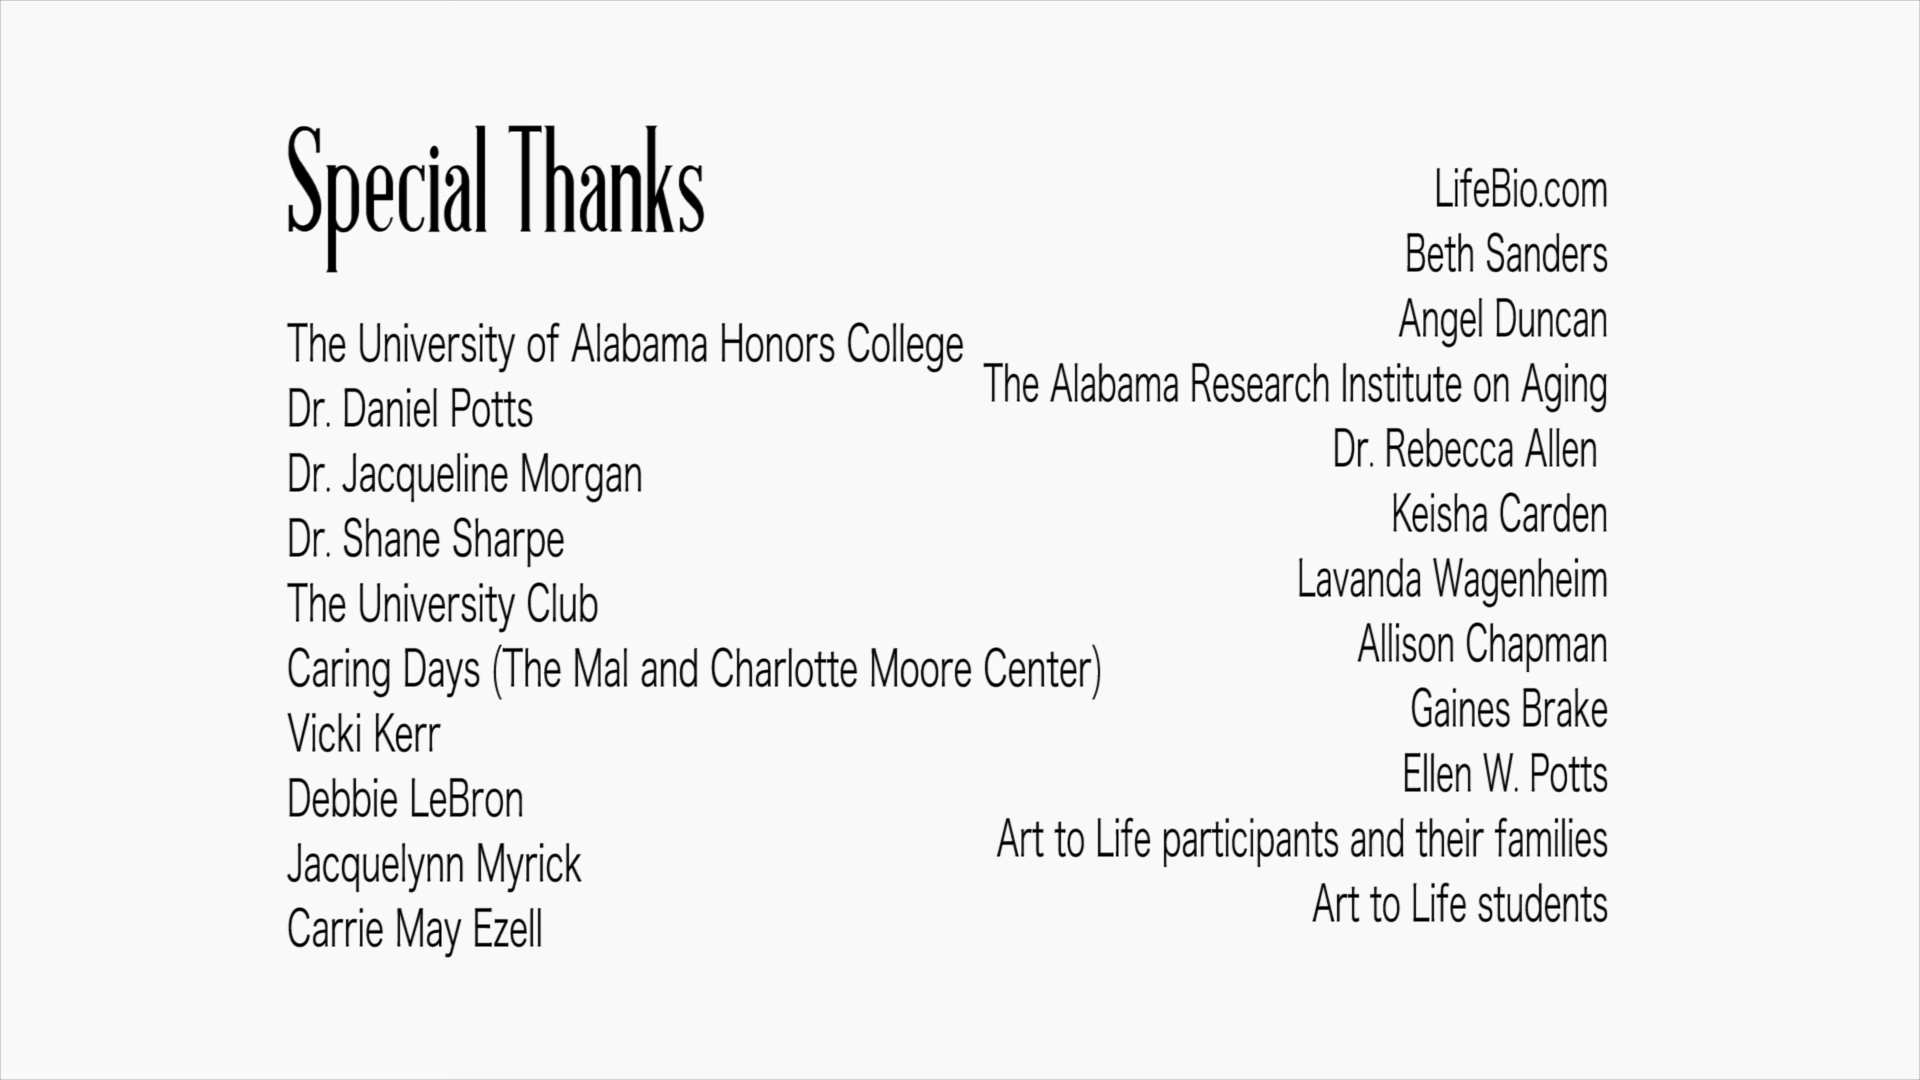 Special Thanks
The University of Alabama Honors College
Dr. Daniel Potts
Dr. Jacqueline Morgan
Dr. Shane Sharpe
The University Club
Caring Days (The Mal and Charlotte Moore Center)
Vicki Kerr
Debbie LeBron
Jacquelynn Myrick
Carrie May Ezell
LifeBio.com
Beth Sanders
Angel Duncan
The Alabama Research Institute on Aging
Dr. Rebecca Allen
Keisha Carden
Lavanda Wagenheim
Allison Chapman
Gaines Brake
Ellen W. Potts
Art to Life participants and their families
Art to Life students